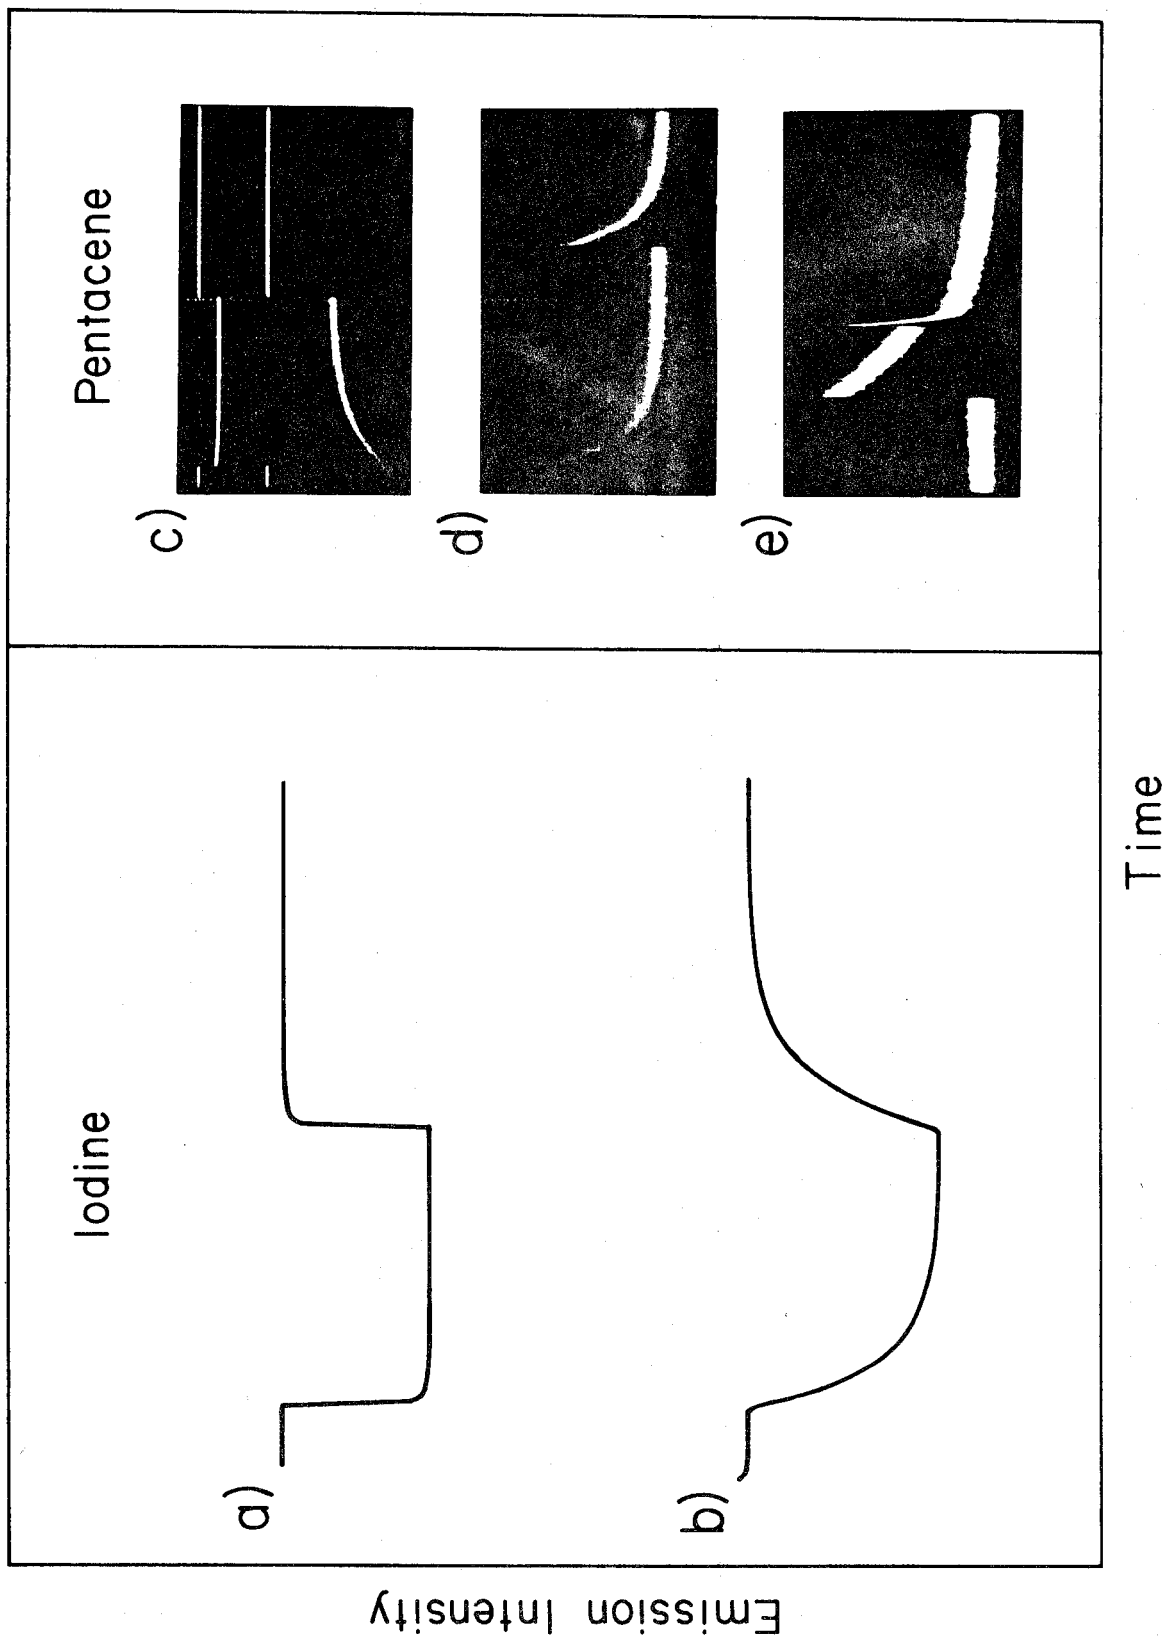 Iodine
Pentacene
a)
b)
c)
d)
e)
Emission Intensity
Time